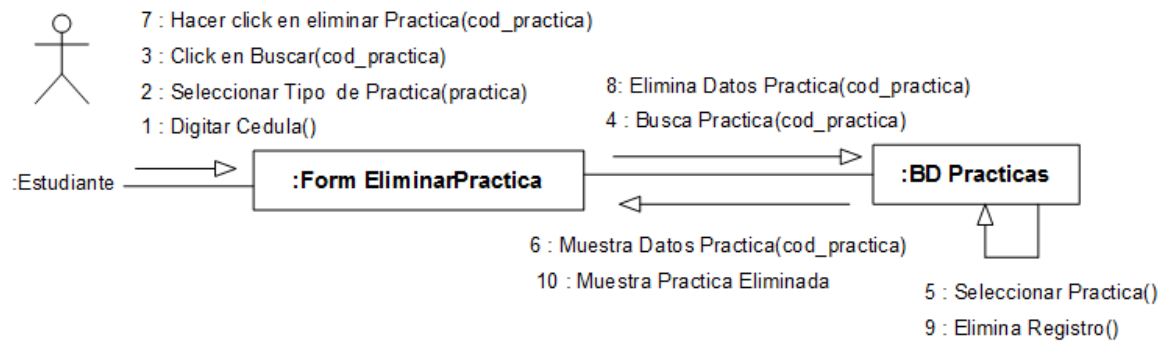 7 : Hacer click en eliminar Practica(cod_practica)
3 : Click en Buscar(cod_practica)
2 : Seleccionar Tipo de Practica(practica)
1 : Digitar Cedula()
8: Elimina Datos Practica(cod_practica)
4 : Busca Practica(cod_practica)
:Estudiante
:Form EliminarPractica
:BD Practicas
6 : Muestra Datos Practica(cod_practica)
10 : Muestra Practica Eliminada
5 : Seleccionar Practica()
9 : Elimina Registro()